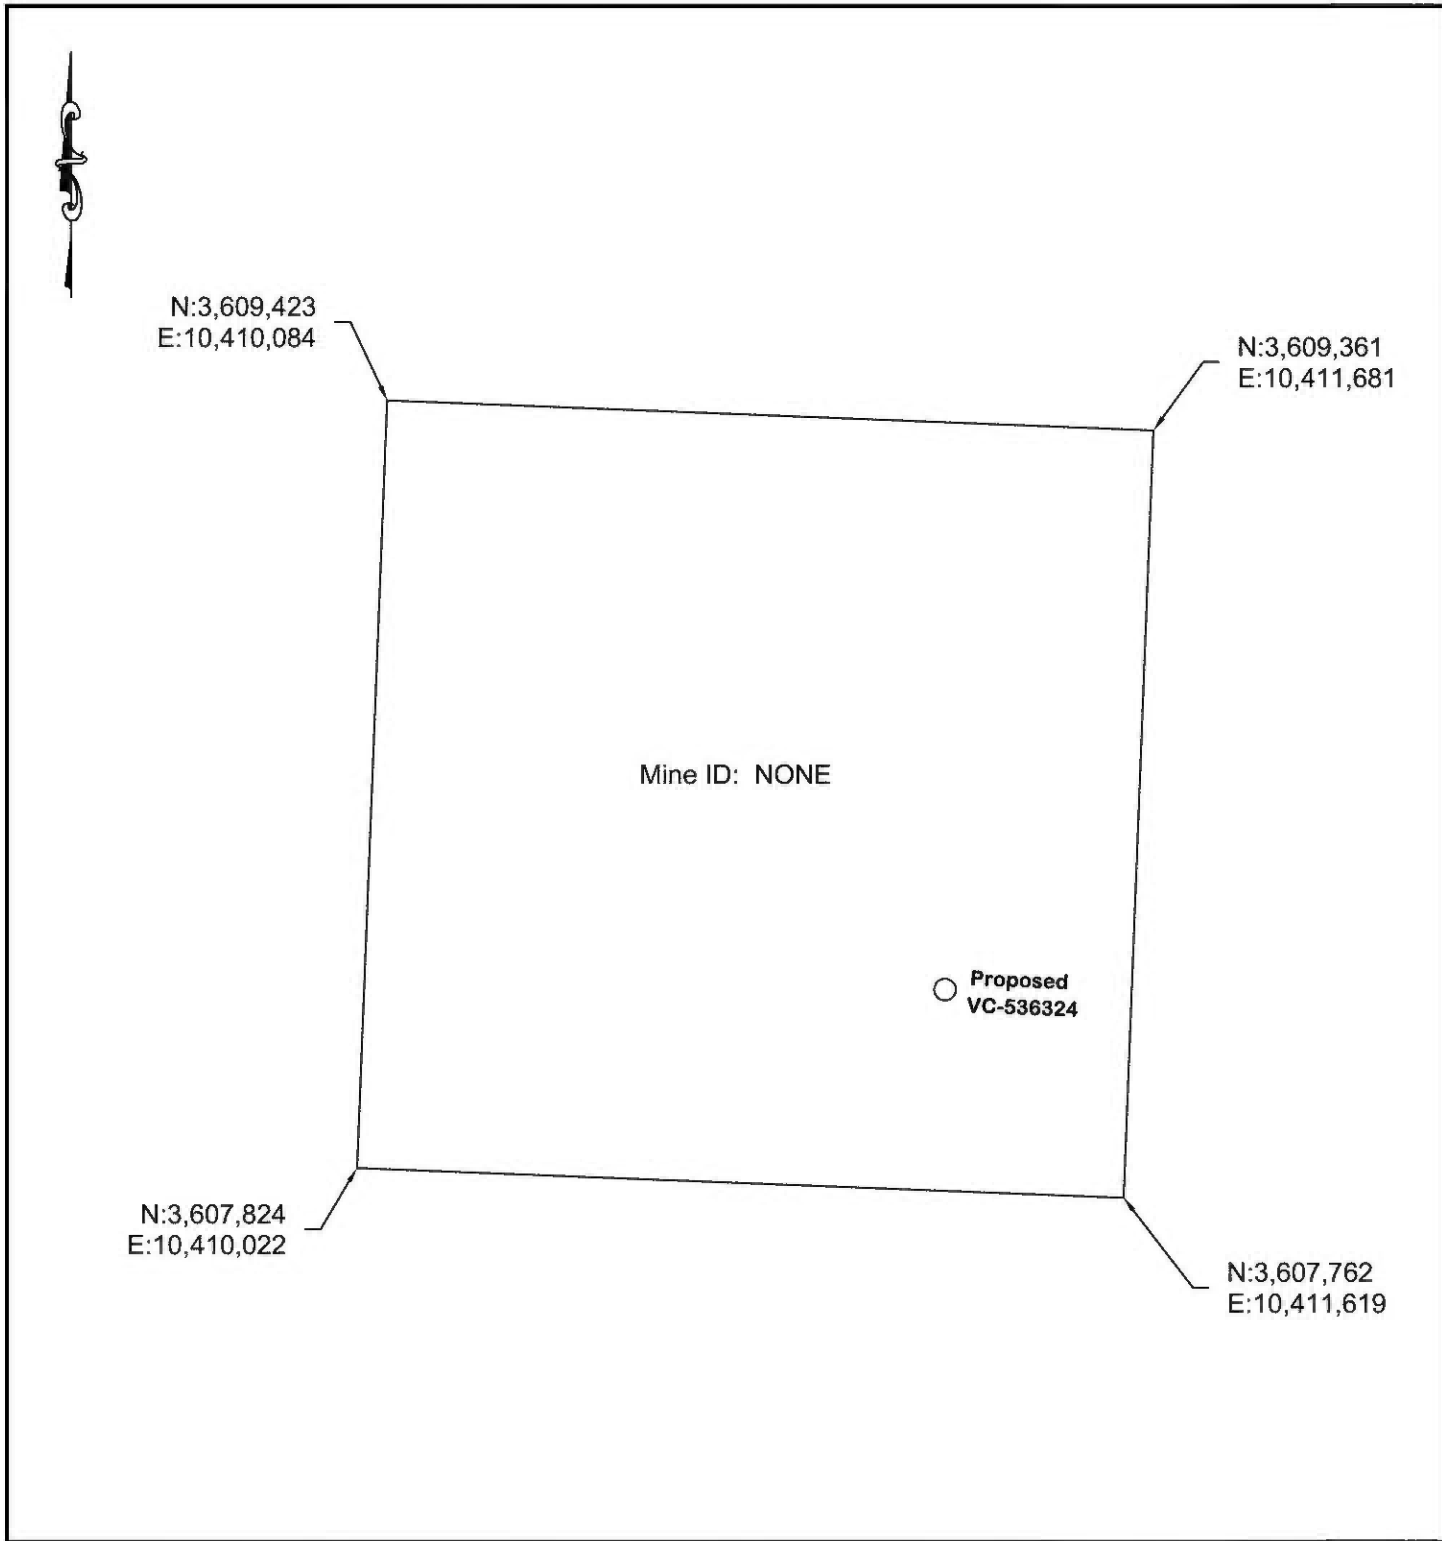 N:3,609,423
E:10,410,084
N:3,609,361
E:10,411,681
Mine ID: NONE
Proposed
VC-536324
N:3,607,824
E:10,410,022
N:3,607,762
E:10,411,619